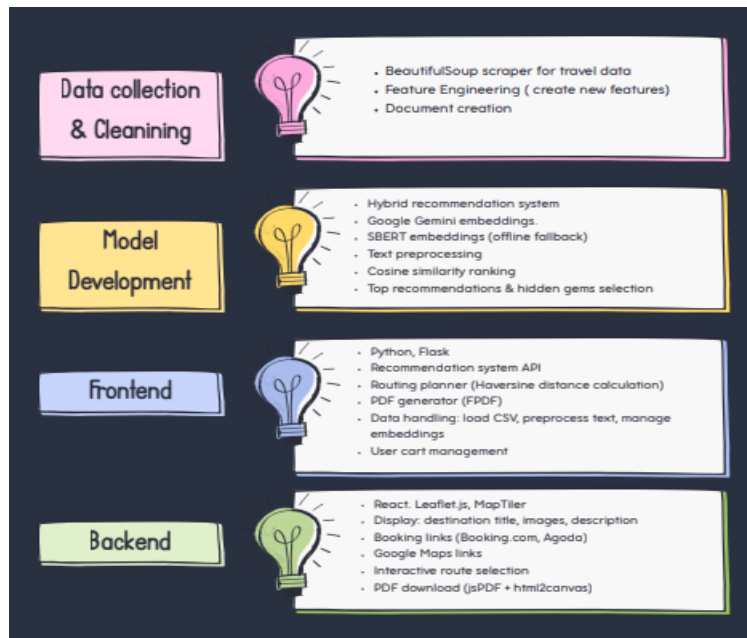 Data collection
& Cleanining
• BeautifulSoup scraper for travel data
• Feature Engineering ( create new features)
• Document creation
Model
Development
• Hybrid recommendation system
• Google Gemini embeddings.
• SBERT embeddings (offline fallback)
• Text preprocessing
• Cosine similarity ranking
• Top recommendations & hidden gems selection
Frontend
• Python, Flask
• Recommendation system API
• Routing planner (Haversine distance calculation)
• PDF generator (FPDF)
• Data handling: load CSV, preprocess text, manage
embeddings
• User cart management
Backend
• React. Leaflet.js, MapTiler
• Display: destination title, images, description
• Booking links (Booking.com, Agoda)
• Google Maps links
• Interactive route selection
• PDF download (jsPDF + html2canvas)